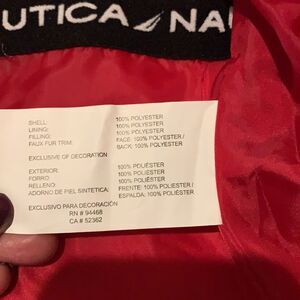 UTICA NAU
SHELL: 100% POLYESTER
LINING: 100% POLYESTER
FILLING: 100% POLYESTER
FAUX FUR TRIM: FACE: 100% POLYESTER /
BACK: 100% POLYESTER
EXCLUSIVE OF DECORATION
EXTERIOR: 100% POLIÉSTER
FORRO: 100% POLIÉSTER
RELLENO: 100% POLIÉSTER
ADORNO DE PIEL SINTETICA: FRENTE: 100% POLIÉSTER /
ESPALDA: 100% POLIÉSTER
EXCLUSIVO PARA DECORACIÓN
RN # 94468
CA # 52362